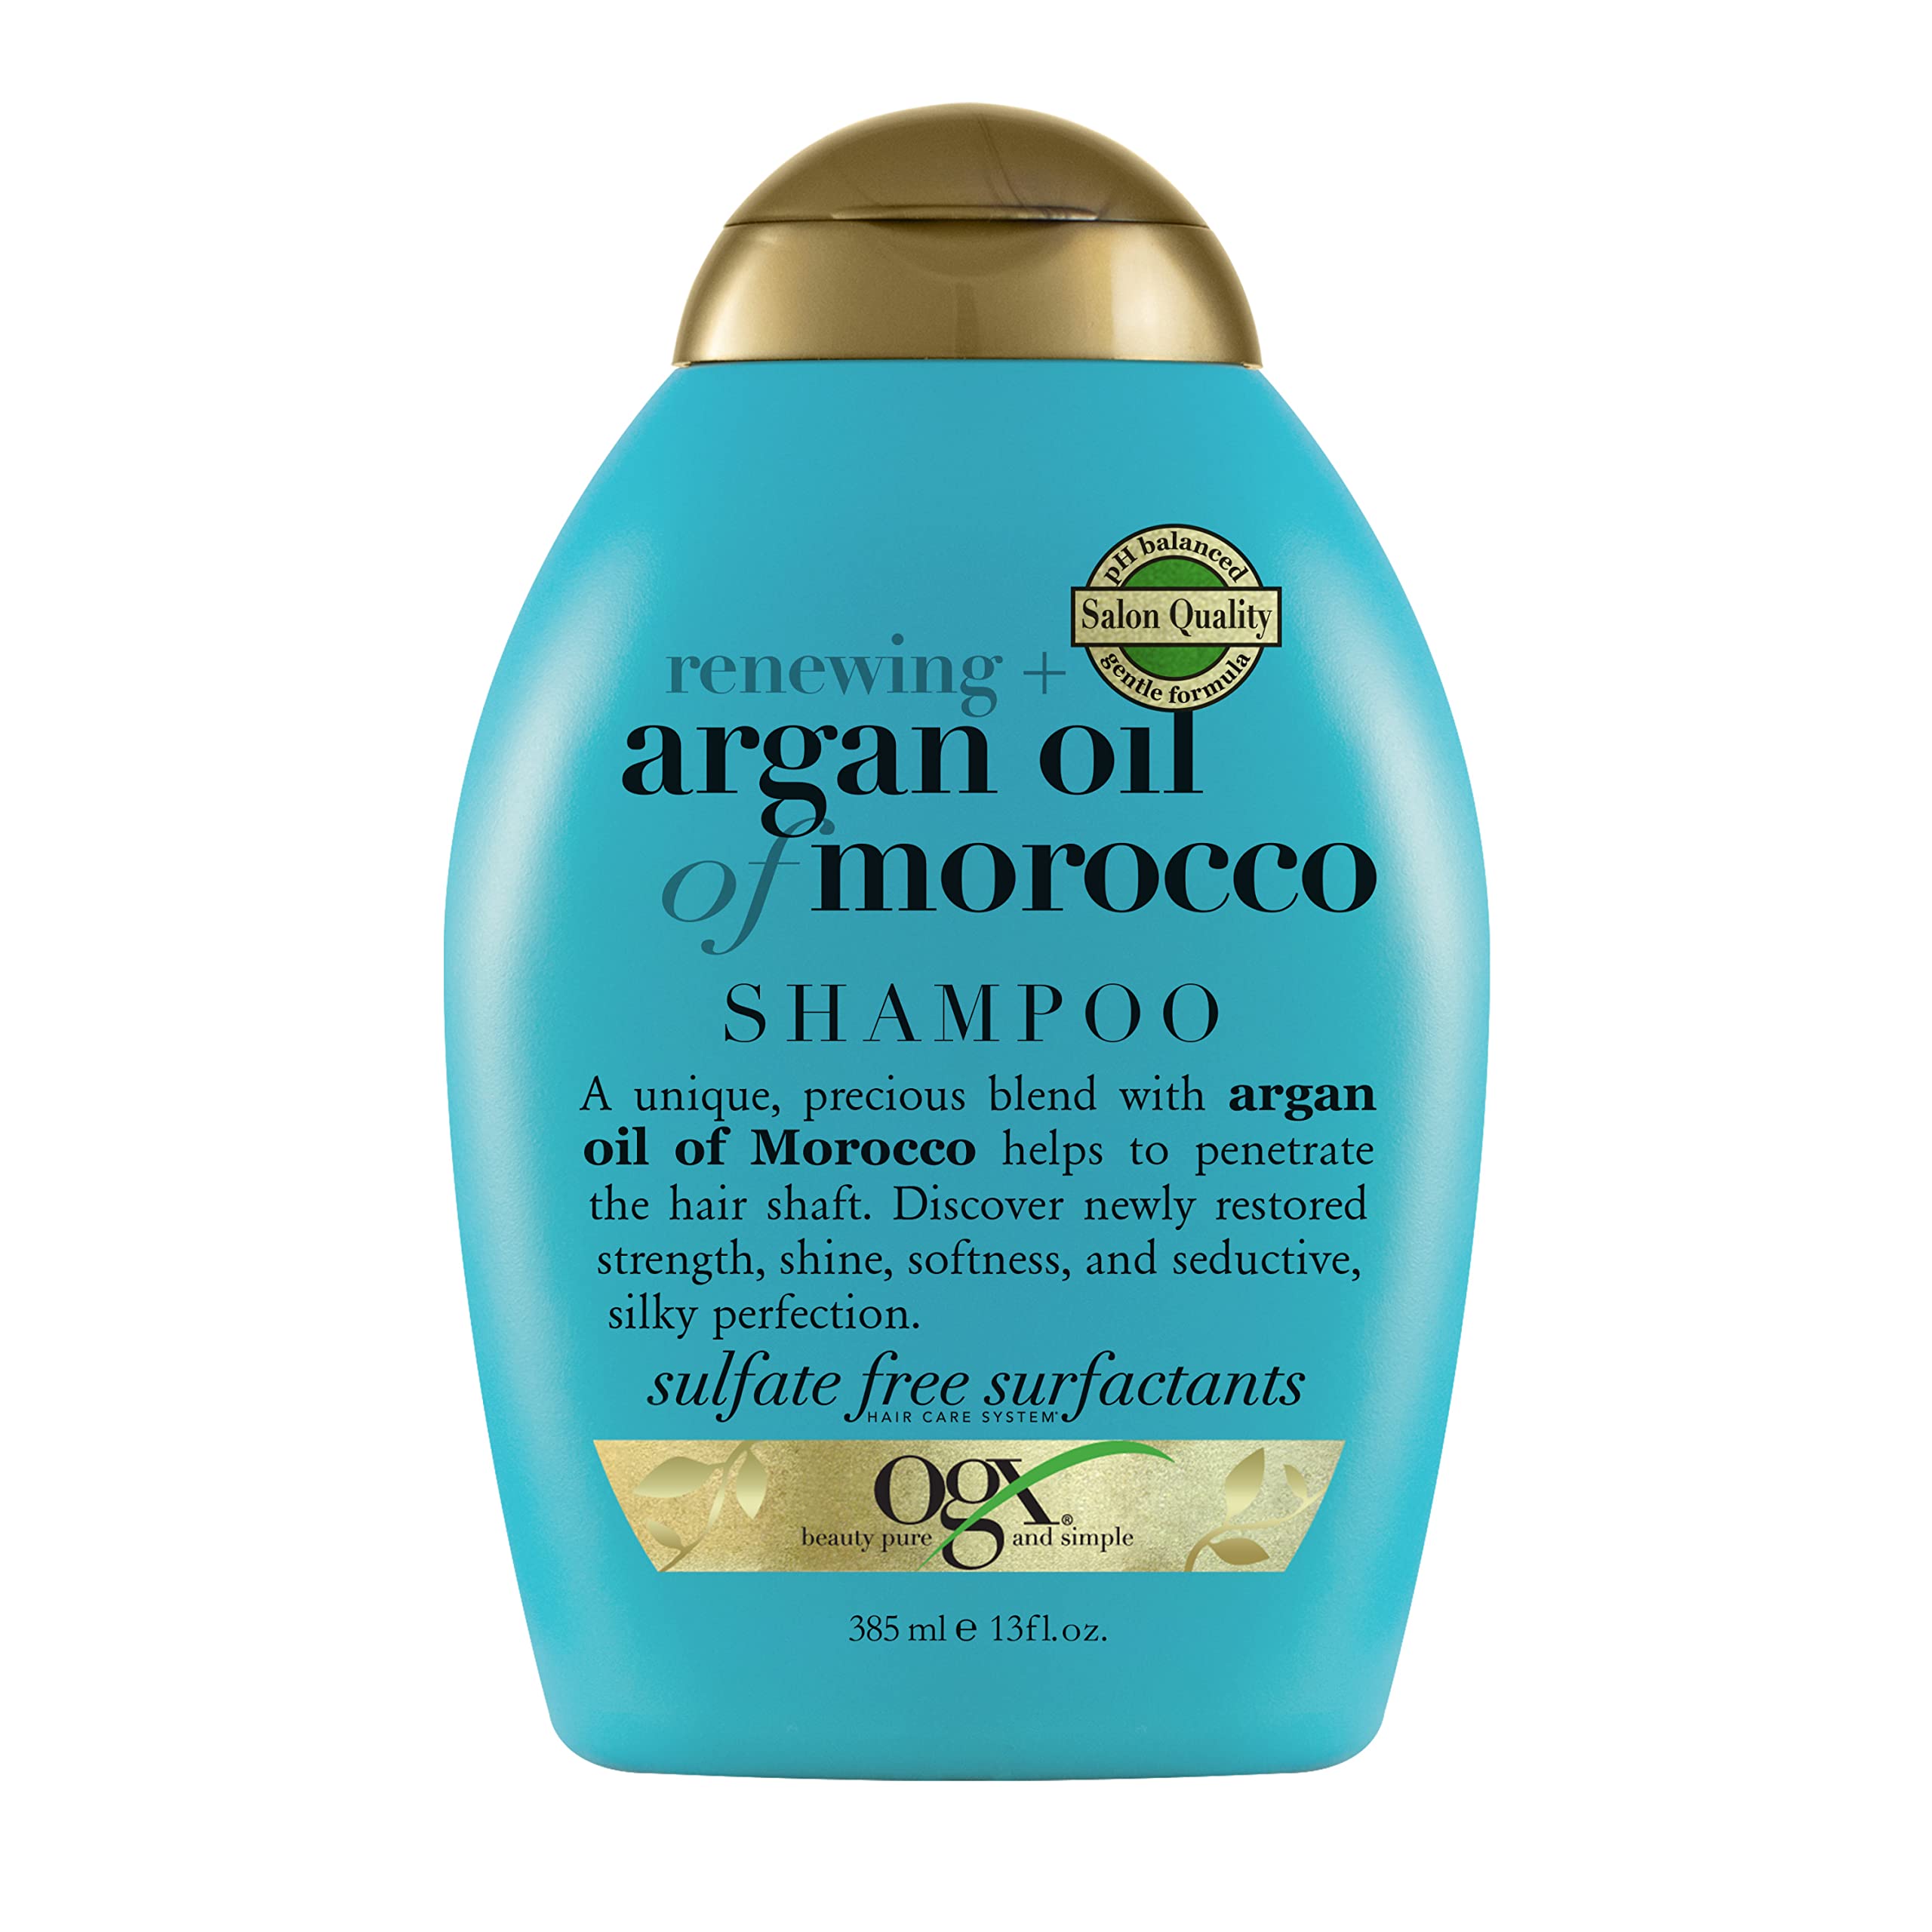 pH balanced
Salon Quality
gentle formula
renewing +
argan oil
of morocco
SHAMPOO
A unique, precious blend with argan
oil of Morocco helps to penetrate
the hair shaft. Discover newly restored
strength, shine, softness, and seductive,
silky perfection.
sulfate free surfactants
HAIR CARE SYSTEM
ogx®
beauty pure and simple
385 ml ℮ 13fl.oz.